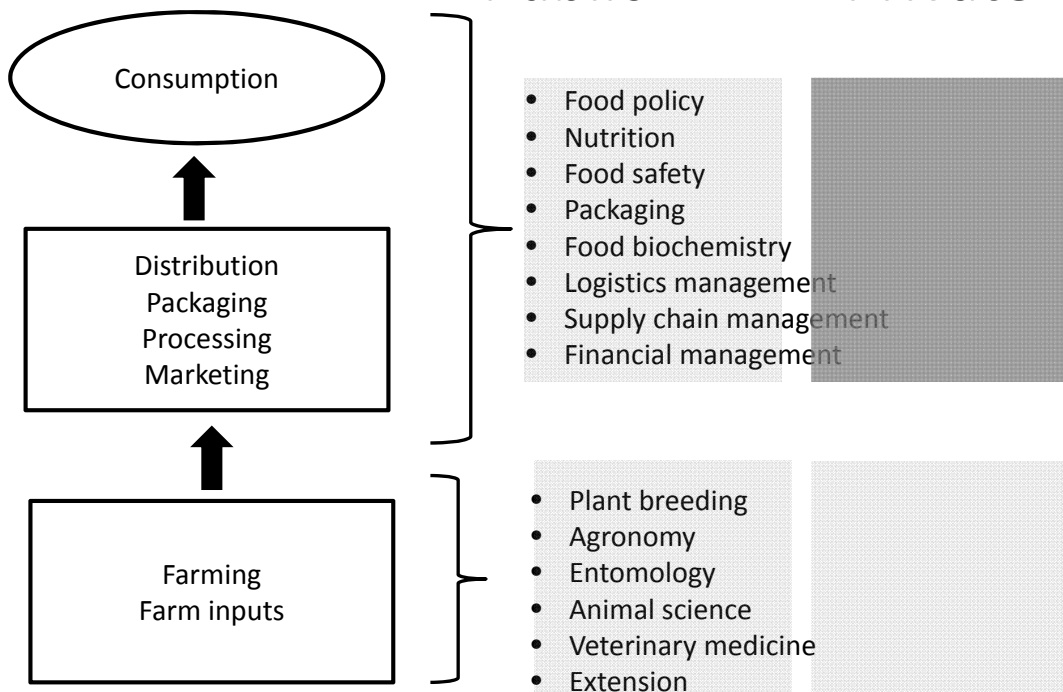 Consumption
Distribution
Packaging
Processing
Marketing
Farming
Farm inputs
• Food policy
• Nutrition
• Food safety
• Packaging
• Food biochemistry
• Logistics management
• Supply chain management
• Financial management
• Plant breeding
• Agronomy
• Entomology
• Animal science
• Veterinary medicine
• Extension